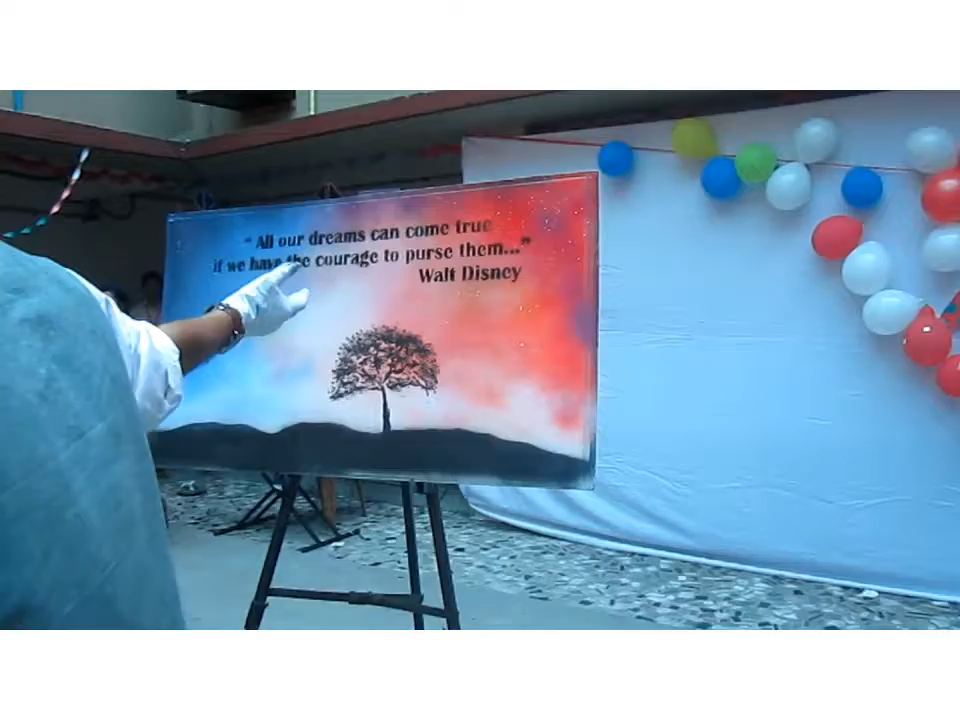 “ All our dreams can come true
if we have the courage to purse them...”
Walt Disney